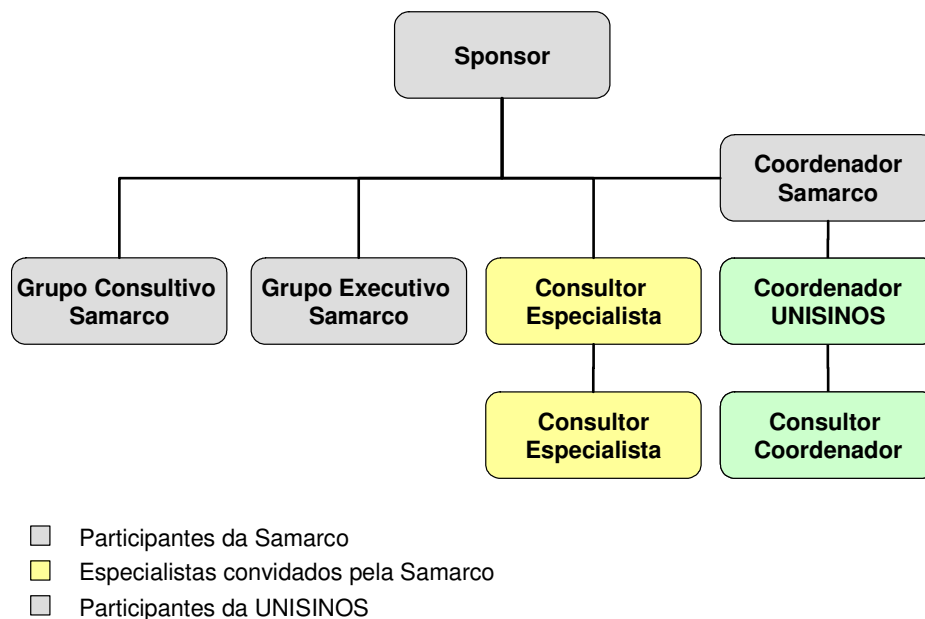 Sponsor
Coordenador
Samarco
Grupo Consultivo
Samarco
Grupo Executivo
Samarco
Consultor
Especialista
Coordenador
UNISINOS
Consultor
Especialista
Consultor
Coordenador
Participantes da Samarco
Especialistas convidados pela Samarco
Participantes da UNISINOS